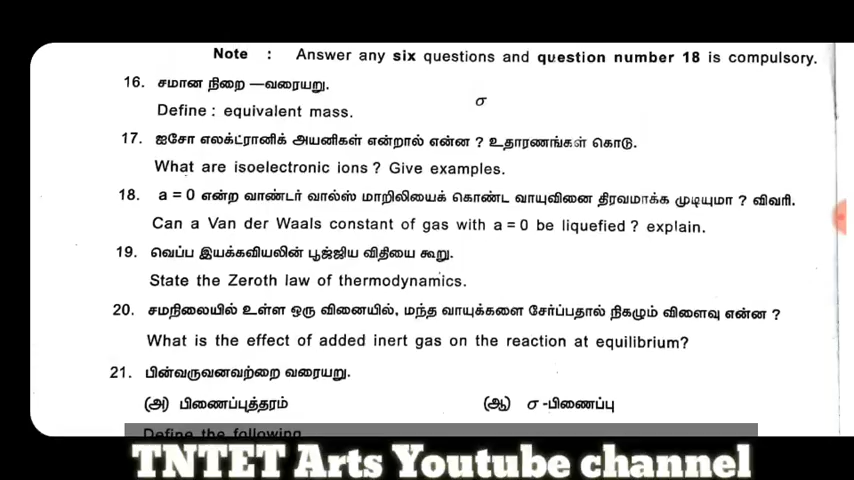 Note : Answer any six questions and question number 18 is compulsory.
16. சமான நிறை —வரையறு.
σ
Define : equivalent mass.
17. ஐசோ எலக்ட்ரானிக் அயனிகள் என்றால் என்ன ? உதாரணங்கள் கொடு.
What are isoelectronic ions ? Give examples.
18. a = 0 என்ற வாண்டர் வால்ஸ் மாறிலியைக் கொண்ட வாயுவினை திரவமாக்க முடியுமா ? விவரி.
Can a Van der Waals constant of gas with a = 0 be liquefied ? explain.
19. வெப்ப இயக்கவியலின் பூஜ்ஜிய விதியை கூறு.
State the Zeroth law of thermodynamics.
20. சமநிலையில் உள்ள ஒரு வினையில், மந்த வாயுக்களை சேர்ப்பதால் நிகழும் விளைவு என்ன ?
What is the effect of added inert gas on the reaction at equilibrium?
21. பின்வருவனவற்றை வரையறு.
(அ) பிணைப்புத்தரம் (ஆ) σ -பிணைப்பு
Define the following
TNTET Arts Youtube channel